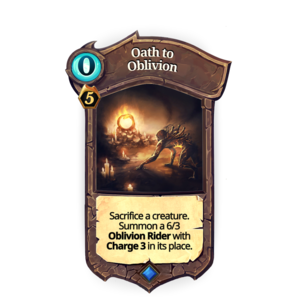 Oath to
Oblivion
0
5
Sacrifice a creature.
Summon a 6/3
Oblivion Rider with
Charge 3 in its place.